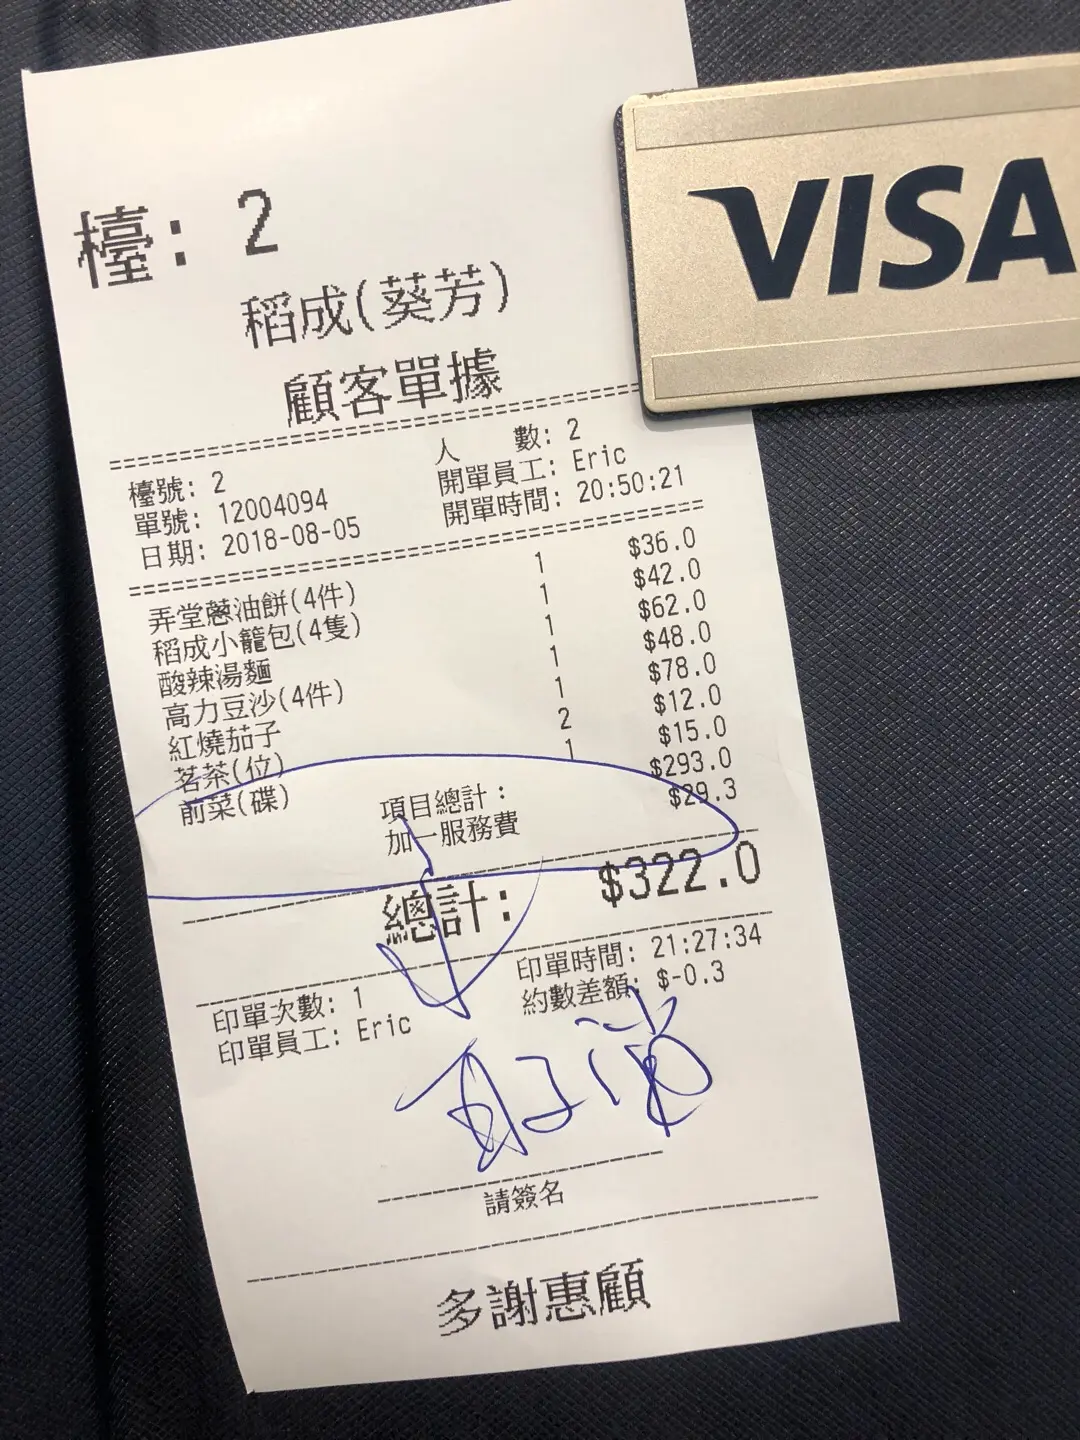 檯: 2
VISA
稻成(葵芳)
顧客單據
檯號: 2 人 數: 2
單號: 12004094 開單員工: Eric
日期: 2018-08-05 開單時間: 20:50:21
弄堂蔥油餅(4件) 1 $36.0
稻成小籠包(4隻) 1 $42.0
酸辣湯麵 1 $62.0
高力豆沙(4件) 1 $48.0
紅燒茄子 1 $78.0
茗茶(位) 2 $12.0
前菜(碟) 1 $15.0
項目總計: $293.0
加一服務費 $29.3
總計: $322.0
印單次數: 1 印單時間: 21:27:34
印單員工: Eric 約數差額: $-0.3
請簽名
多謝惠顧